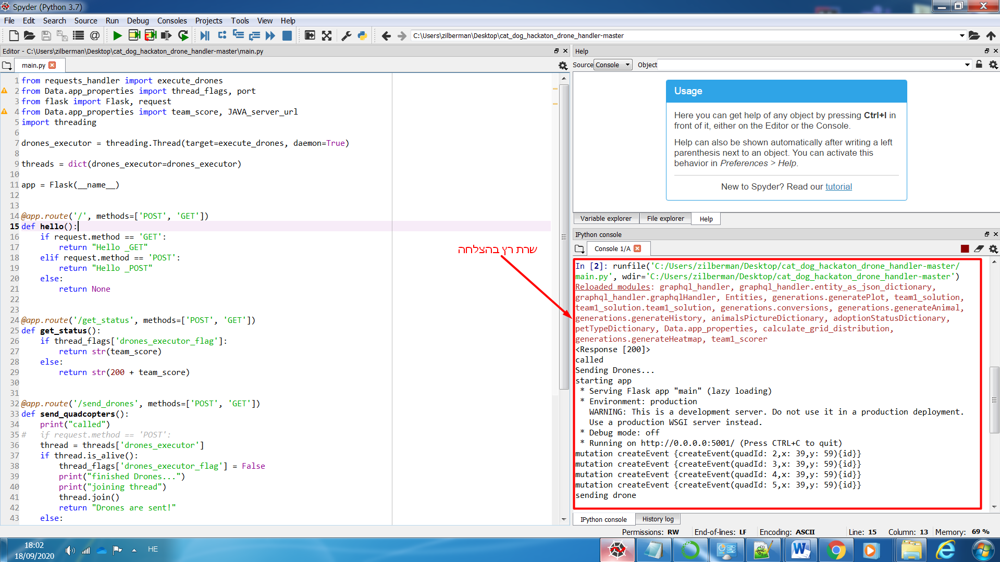 Spyder (Python 3.7)
File Edit Search Source Run Debug Consoles Projects Tools View Help
C:\Users\zilberman\Desktop\cat_dog_hackaton_drone_handler-master
Editor - C:\Users\zilberman\Desktop\cat_dog_hackaton_drone_handler-master\main.py
main.py
1 from requests_handler import execute_drones
2 from Data.app_properties import thread_flags, port
3 from flask import Flask, request
4 from Data.app_properties import team_score, JAVA_server_url
5 import threading
6
7 drones_executor = threading.Thread(target=execute_drones, daemon=True)
8
9 threads = dict(drones_executor=drones_executor)
10
11 app = Flask(__name__)
12
13
14 @app.route('/', methods=['POST', 'GET'])
15 def hello():
16     if request.method == 'GET':
17         return "Hello _GET"
18     elif request.method == 'POST':
19         return "Hello _POST"
20     else:
21         return None
22
23
24 @app.route('/get_status', methods=['POST', 'GET'])
25 def get_status():
26     if thread_flags['drones_executor_flag']:
27         return str(team_score)
28     else:
29         return str(200 + team_score)
30
31
32 @app.route('/send_drones', methods=['POST', 'GET'])
33 def send_quadcopters():
34     print("called")
35 #   if request.method == 'POST':
36     thread = threads['drones_executor']
37     if thread.is_alive():
38         thread_flags['drones_executor_flag'] = False
39         print("finished Drones...")
40         print("joining thread")
41         thread.join()
42         return "Drones are sent!"
43     else:
שרת רץ בהצלחה
Help
Source Console Object
Usage
Here you can get help of any object by pressing Ctrl+I in
front of it, either on the Editor or the Console.
Help can also be shown automatically after writing a left
parenthesis next to an object. You can activate this
behavior in Preferences > Help.
New to Spyder? Read our tutorial
Variable explorer File explorer Help
IPython console
Console 1/A
In [2]: runfile('C:/Users/zilberman/Desktop/cat_dog_hackaton_drone_handler-master/
main.py', wdir='C:/Users/zilberman/Desktop/cat_dog_hackaton_drone_handler-master')
Reloaded modules: graphql_handler, graphql_handler.entity_as_json_dictionary,
graphql_handler.graphqlHandler, Entities, generations.generatePlot, team1_solution,
team1_solution.team1_solution, generations.conversions, generations.generateAnimal,
generations.generateHistory, animalsPictureDictionary, adoptionStatusDictionary,
petTypeDictionary, Data.app_properties, calculate_grid_distribution,
generations.generateHeatmap, team1_scorer
<Response [200]>
called
Sending Drones...
starting app
 * Serving Flask app "main" (lazy loading)
 * Environment: production
   WARNING: This is a development server. Do not use it in a production deployment.
   Use a production WSGI server instead.
 * Debug mode: off
 * Running on http://0.0.0.0:5001/ (Press CTRL+C to quit)
mutation createEvent {createEvent(quadId: 2,x: 39,y: 59){id}}
mutation createEvent {createEvent(quadId: 3,x: 39,y: 59){id}}
mutation createEvent {createEvent(quadId: 4,x: 39,y: 59){id}}
mutation createEvent {createEvent(quadId: 5,x: 39,y: 59){id}}
sending drone
IPython console History log
Permissions: RW End-of-lines: LF Encoding: ASCII Line: 15 Column: 13 Memory: 69 %
18:02
18/09/2020
HE